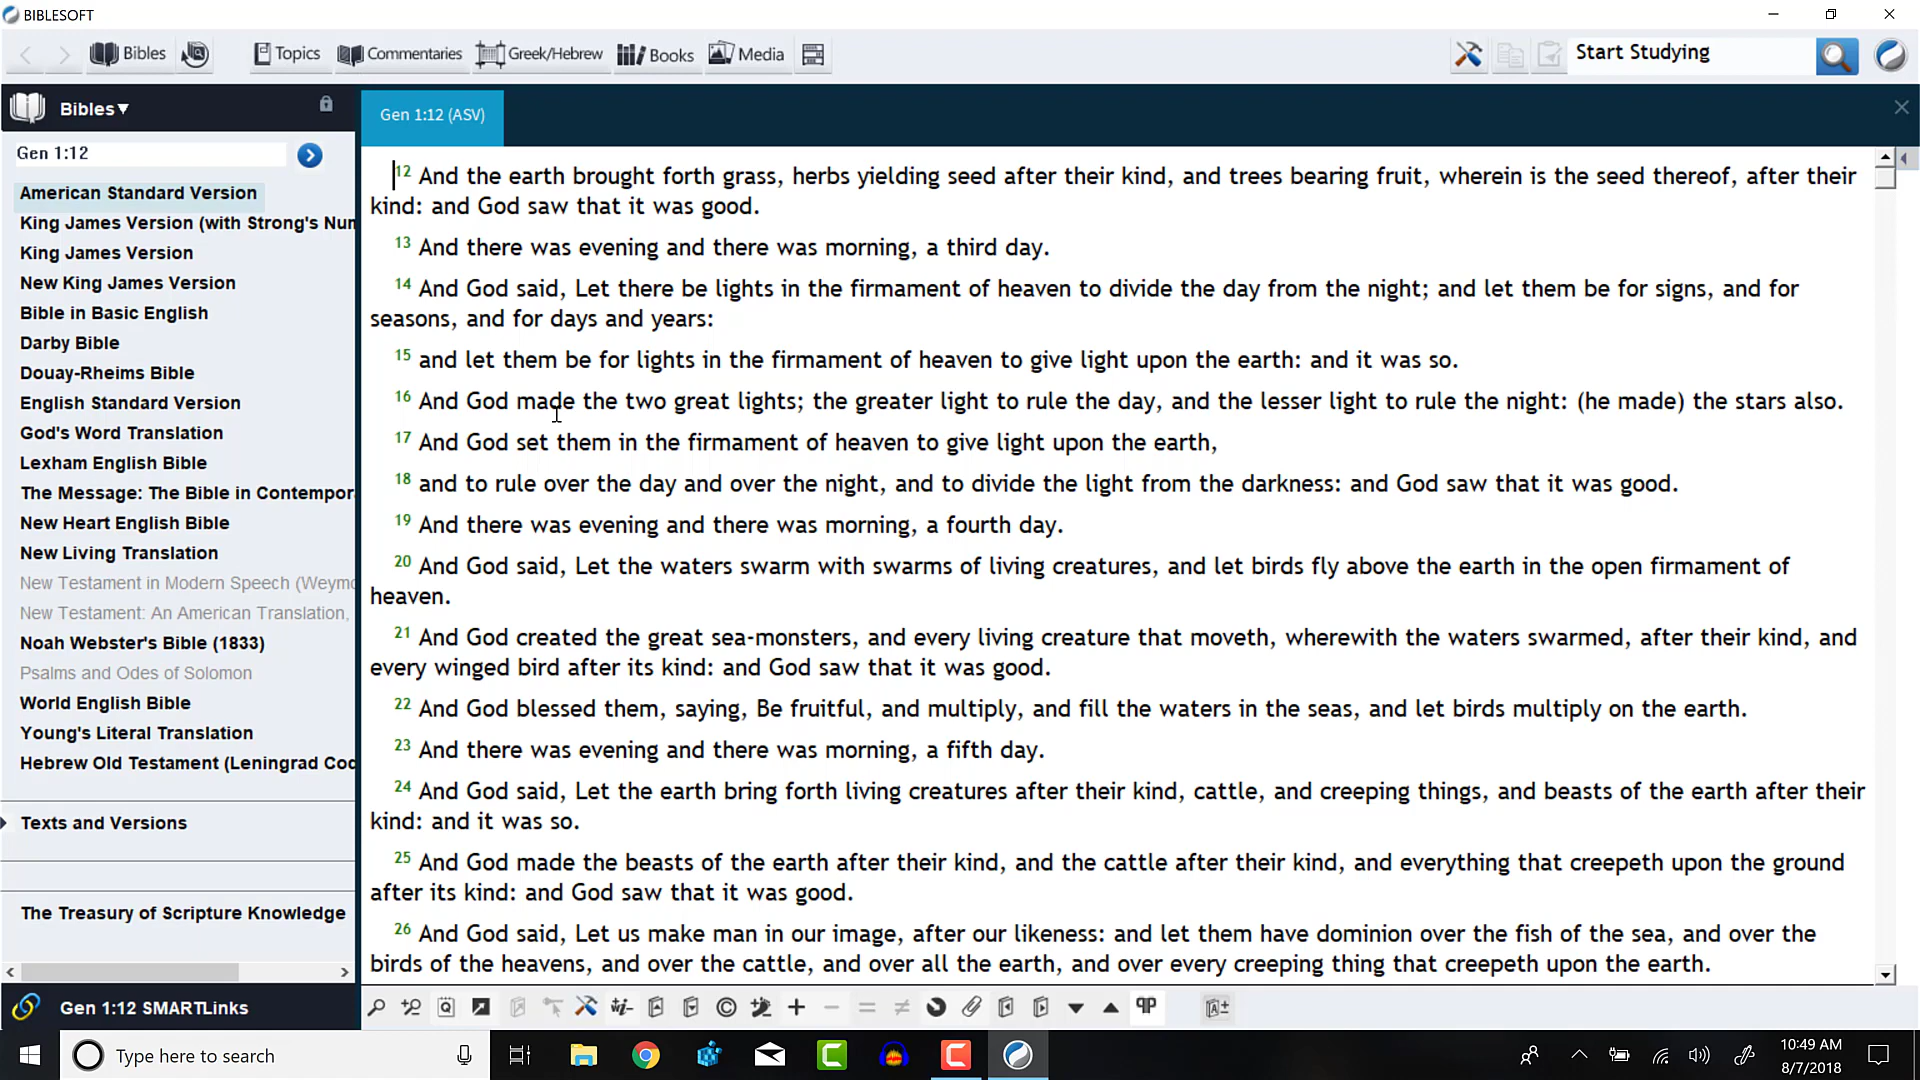 BIBLESOFT
Bibles
Topics
Commentaries
Greek/Hebrew
Books
Media
Start Studying
Bibles▼
Gen 1:12 (ASV)
Gen 1:12
American Standard Version
King James Version (with Strong's Nun
King James Version
New King James Version
Bible in Basic English
Darby Bible
Douay-Rheims Bible
English Standard Version
God's Word Translation
Lexham English Bible
The Message: The Bible in Contempor
New Heart English Bible
New Living Translation
New Testament in Modern Speech (Weymo
New Testament: An American Translation,
Noah Webster's Bible (1833)
Psalms and Odes of Solomon
World English Bible
Young's Literal Translation
Hebrew Old Testament (Leningrad Cod
Texts and Versions
The Treasury of Scripture Knowledge
Gen 1:12 SMARTLinks
12 And the earth brought forth grass, herbs yielding seed after their kind, and trees bearing fruit, wherein is the seed thereof, after their
kind: and God saw that it was good.
13 And there was evening and there was morning, a third day.
14 And God said, Let there be lights in the firmament of heaven to divide the day from the night; and let them be for signs, and for
seasons, and for days and years:
15 and let them be for lights in the firmament of heaven to give light upon the earth: and it was so.
16 And God made the two great lights; the greater light to rule the day, and the lesser light to rule the night: (he made) the stars also.
17 And God set them in the firmament of heaven to give light upon the earth,
18 and to rule over the day and over the night, and to divide the light from the darkness: and God saw that it was good.
19 And there was evening and there was morning, a fourth day.
20 And God said, Let the waters swarm with swarms of living creatures, and let birds fly above the earth in the open firmament of
heaven.
21 And God created the great sea-monsters, and every living creature that moveth, wherewith the waters swarmed, after their kind, and
every winged bird after its kind: and God saw that it was good.
22 And God blessed them, saying, Be fruitful, and multiply, and fill the waters in the seas, and let birds multiply on the earth.
23 And there was evening and there was morning, a fifth day.
24 And God said, Let the earth bring forth living creatures after their kind, cattle, and creeping things, and beasts of the earth after their
kind: and it was so.
25 And God made the beasts of the earth after their kind, and the cattle after their kind, and everything that creepeth upon the ground
after its kind: and God saw that it was good.
26 And God said, Let us make man in our image, after our likeness: and let them have dominion over the fish of the sea, and over the
birds of the heavens, and over the cattle, and over all the earth, and over every creeping thing that creepeth upon the earth.
Type here to search
10:49 AM
8/7/2018